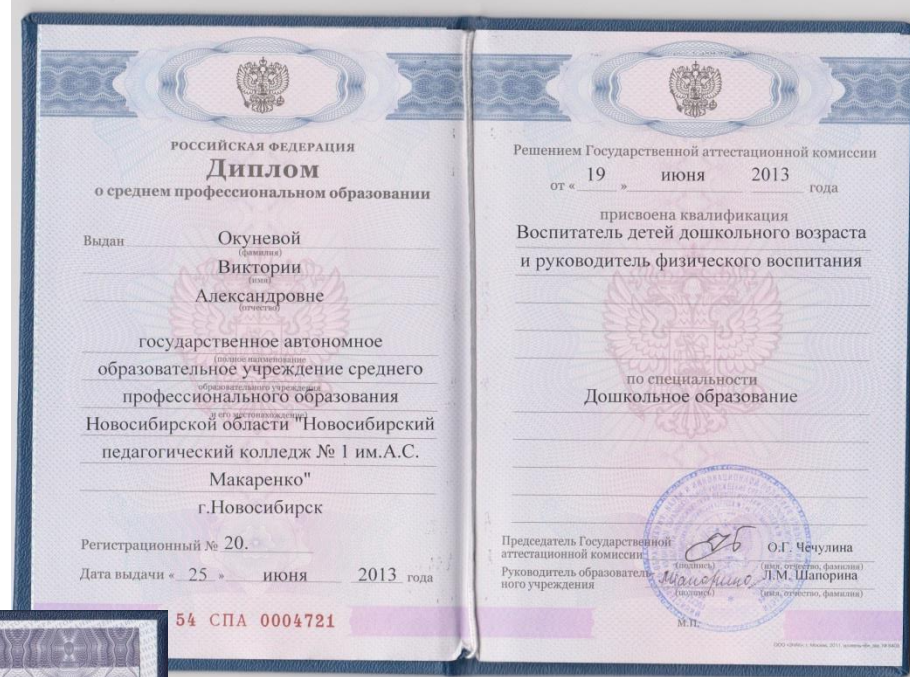 РОССИЙСКАЯ ФЕДЕРАЦИЯ
Диплом
о среднем профессиональном образовании
Выдан Окуневой
(фамилия)
Виктории
(имя)
Александровне
(отчество)
государственное автономное
(полное наименование
образовательное учреждение среднего
образовательного учреждения
профессионального образования
и его местонахождение)
Новосибирской области "Новосибирский
педагогический колледж № 1 им.А.С.
Макаренко"
г.Новосибирск
Регистрационный № 20.
Дата выдачи « 25 » июня 2013 года
54 СПА 0004721
Решением Государственной аттестационной комиссии
от « 19 » июня 2013 года
присвоена квалификация
Воспитатель детей дошкольного возраста
и руководитель физического воспитания
по специальности
Дошкольное образование
Председатель Государственной
аттестационной комиссии
О.Г. Чечулина
(подпись) (имя, отчество, фамилия)
Руководитель образователь-
ного учреждения
Л.М. Шапорина
(подпись) (имя, отчество, фамилия)
М.П.